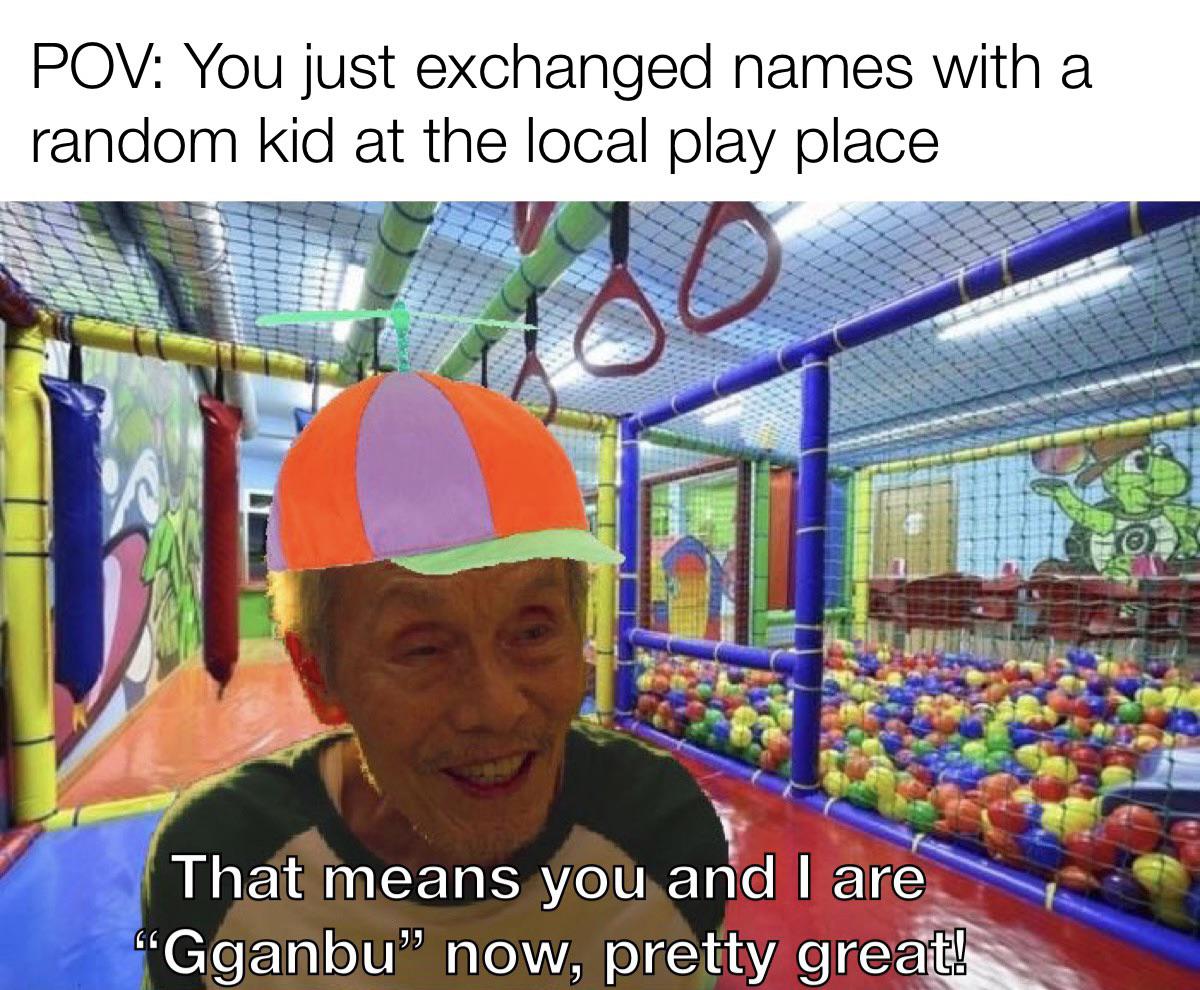 POV: You just exchanged names with a
random kid at the local play place
That means you and I are
“Gganbu” now, pretty great!